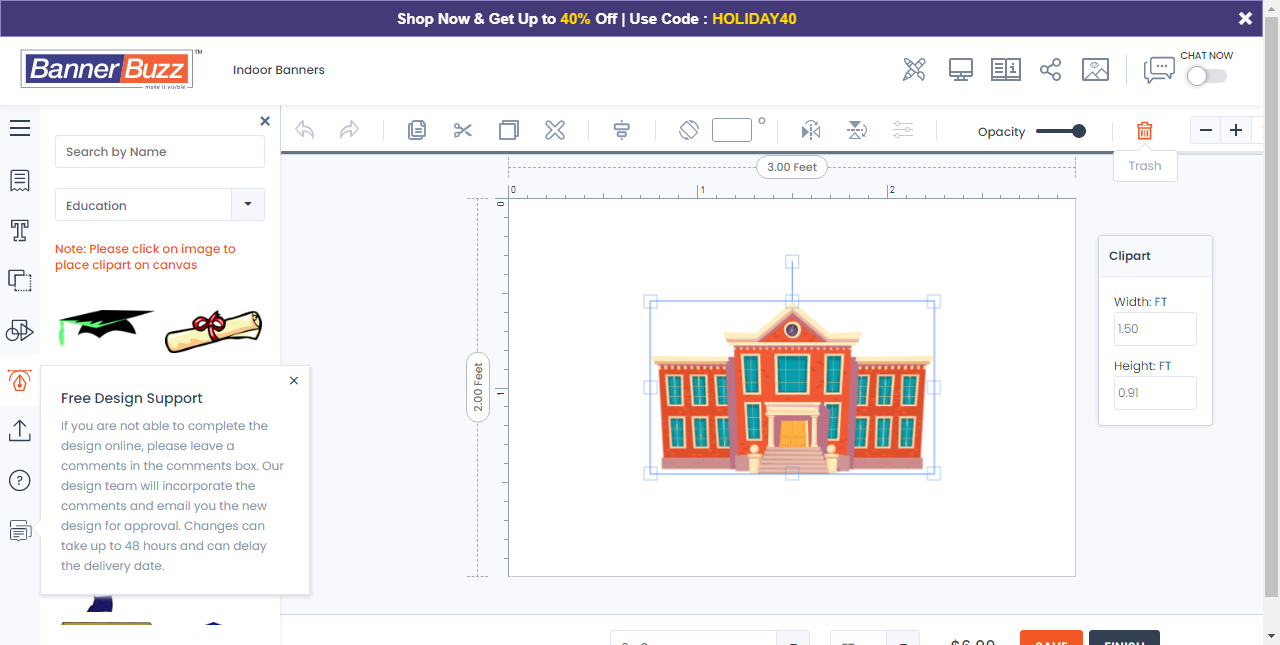 Shop Now & Get Up to 40% Off | Use Code : HOLIDAY40
BannerBuzz™
make it visible
Indoor Banners
CHAT NOW
Search by Name
Opacity
Trash
3.00 Feet
Education
0
1
2
0
Note: Please click on image to
place clipart on canvas
Clipart
Width: FT
1.50
2.00 Feet
1
Height: FT
0.91
Free Design Support
If you are not able to complete the
design online, please leave a
comments in the comments box. Our
design team will incorporate the
comments and email you the new
design for approval. Changes can
take up to 48 hours and can delay
the delivery date.
$6.99
SAVE
FINISH